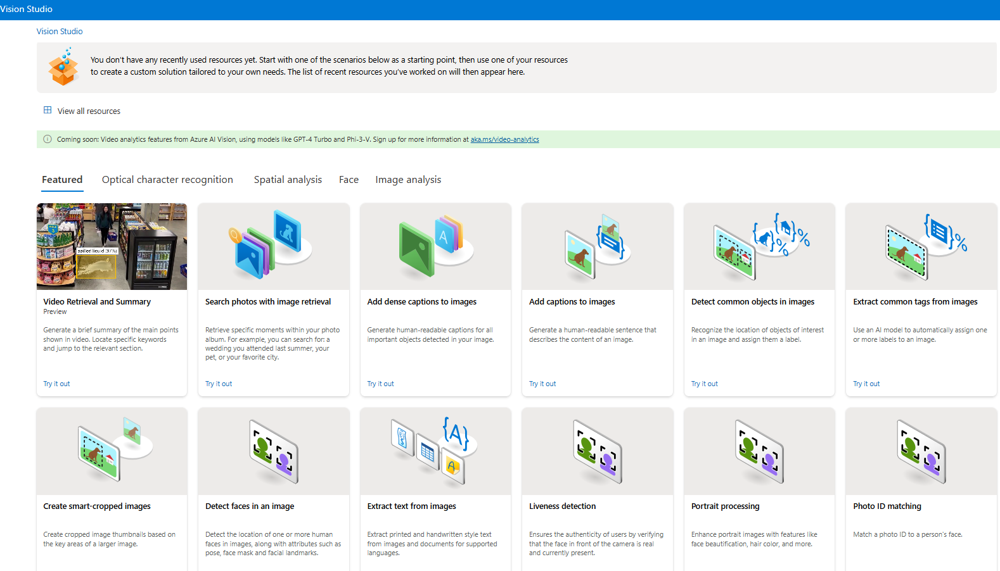 Vision Studio
Vision Studio
You don't have any recently used resources yet. Start with one of the scenarios below as a starting point, then use one of your resources
to create a custom solution tailored to your own needs. The list of recent resources you've worked on will then appear here.
View all resources
Coming soon: Video analytics features from Azure AI Vision, using models like GPT-4 Turbo and Phi-3-V. Sign up for more information at aka.ms/video-analytics
Featured
Optical character recognition
Spatial analysis
Face
Image analysis
spilled liquid (97%)
Video Retrieval and Summary
Preview
Generate a brief summary of the main points
shown in video. Locate specific keywords
and jump to the relevant section.
Try it out
Search photos with image retrieval
Retrieve specific moments within your photo
album. For example, you can search for: a
wedding you attended last summer, your
pet, or your favorite city.
Try it out
A
Add dense captions to images
Generate human-readable captions for all
important objects detected in your image.
Try it out
Add captions to images
Generate a human-readable sentence that
describes the content of an image.
Try it out
Detect common objects in images
Recognize the location of objects of interest
in an image and assign them a label.
Try it out
Extract common tags from images
Use an AI model to automatically assign one
or more labels to an image.
Try it out
Create smart-cropped images
Create cropped image thumbnails based on
the key areas of a larger image.
Detect faces in an image
Detect the location of one or more human
faces in images, along with attributes such as
pose, face mask and facial landmarks.
{A}
A
Extract text from images
Extract printed and handwritten style text
from images and documents for supported
languages.
Liveness detection
Ensures the authenticity of users by verifying
that the face in front of the camera is real
and currently present.
Portrait processing
Enhance portrait images with features like
face beautification, hair color, and more.
Photo ID matching
Match a photo ID to a person's face.